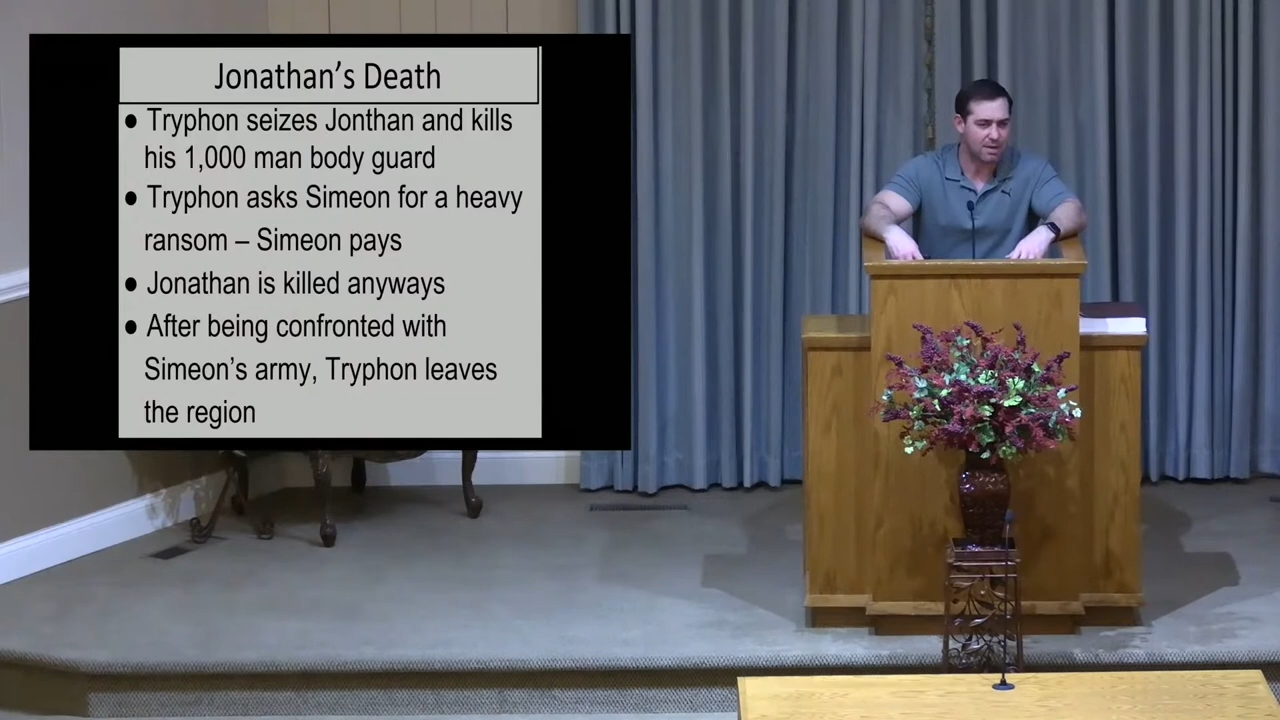 Jonathan's Death
● Tryphon seizes Jonthan and kills
his 1,000 man body guard
● Tryphon asks Simeon for a heavy
ransom – Simeon pays
● Jonathan is killed anyways
● After being confronted with
Simeon's army, Tryphon leaves
the region